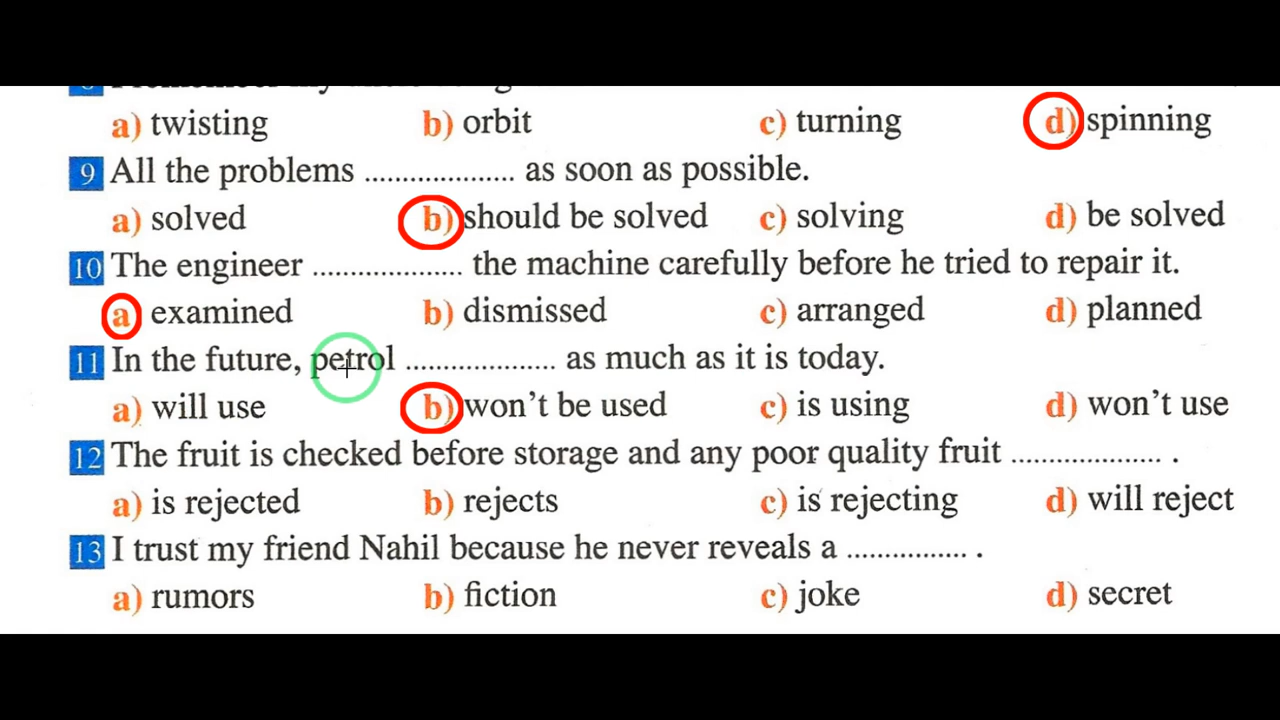 a) twisting b) orbit c) turning d) spinning
9 All the problems .................... as soon as possible.
a) solved b) should be solved c) solving d) be solved
10 The engineer .................... the machine carefully before he tried to repair it.
a examined b) dismissed c) arranged d) planned
11 In the future, petrol .................... as much as it is today.
a) will use b) won't be used c) is using d) won't use
12 The fruit is checked before storage and any poor quality fruit .................... .
a) is rejected b) rejects c) is rejecting d) will reject
13 I trust my friend Nahil because he never reveals a ................ .
a) rumors b) fiction c) joke d) secret